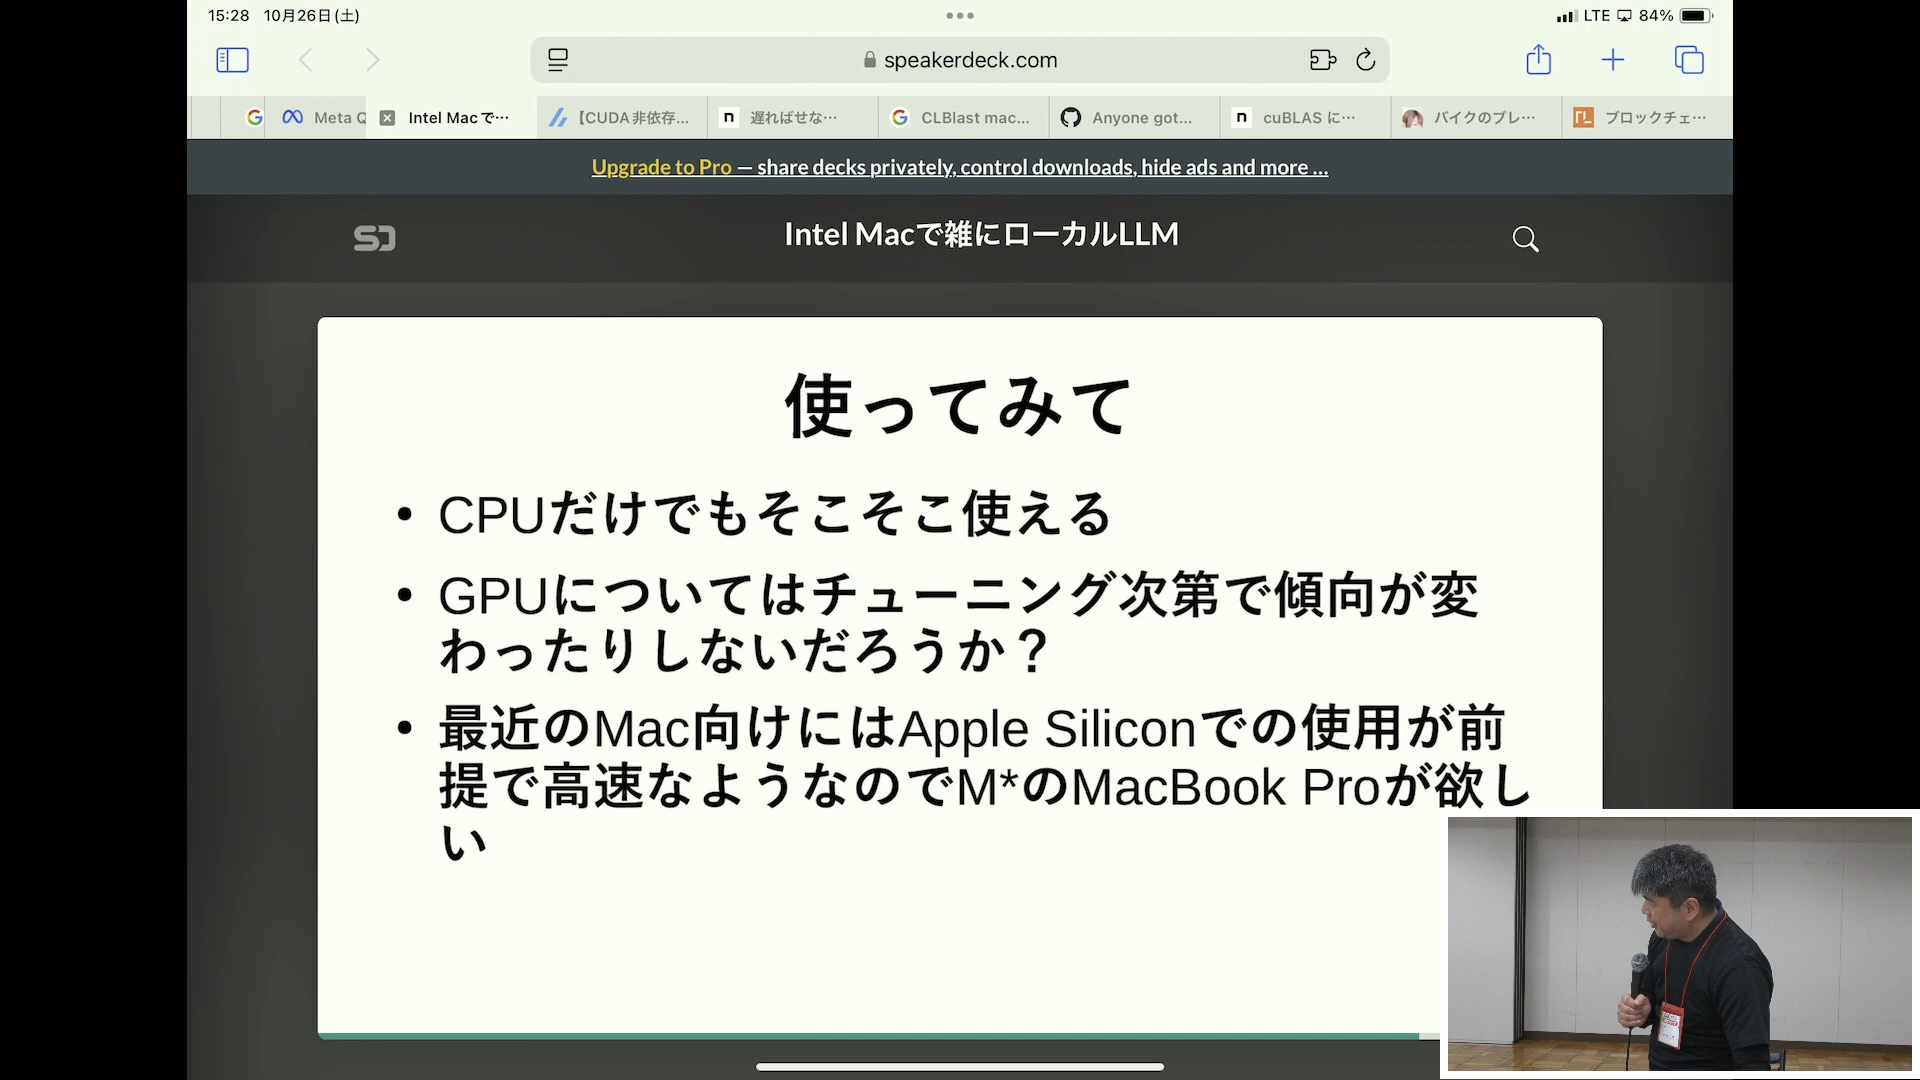 15:28 10月26日(土)
LTE 84%
speakerdeck.com
Meta Q
Intel Macで…
【CUDA非依存...
遅ればせな…
CLBlast mac...
Anyone got...
cuBLAS に…
バイクのブレ…
ブロックチェ…
Upgrade to Pro — share decks privately, control downloads, hide ads and more …
Intel Macで雑にローカルLLM
使ってみて
• CPUだけでもそこそこ使える
• GPUについてはチューニング次第で傾向が変
わったりしないだろうか？
• 最近のMac向けにはApple Siliconでの使用が前
提で高速なようなのでM*のMacBook Proが欲し
い